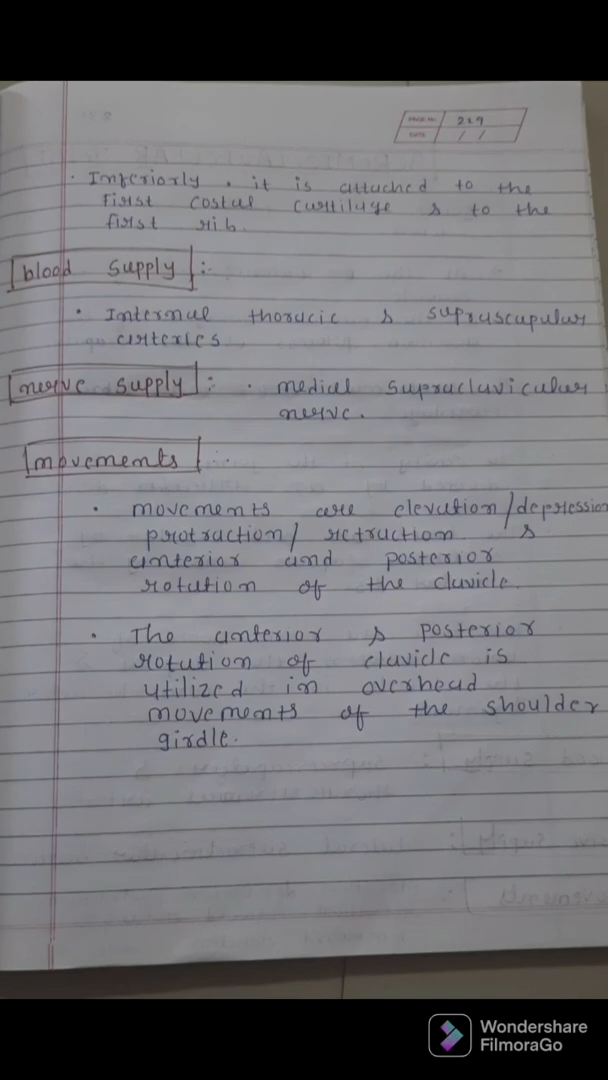 PAGE No. 229
DATE / /
· Inferiorly, it is attached to the
first costal cartilage & to the
first rib.
blood supply :-
· Internal thoracic & suprascapular
arteries
nerve supply :- · medial supraclavicular
nerve.
movements :-
· movements are elevation/depression
protraction/ retraction &
anterior and posterior
rotation of the clavicle.
· The anterior & posterior
rotation of clavicle is
utilized in overhead
movements of the shoulder
girdle.
Wondershare
FilmoraGo